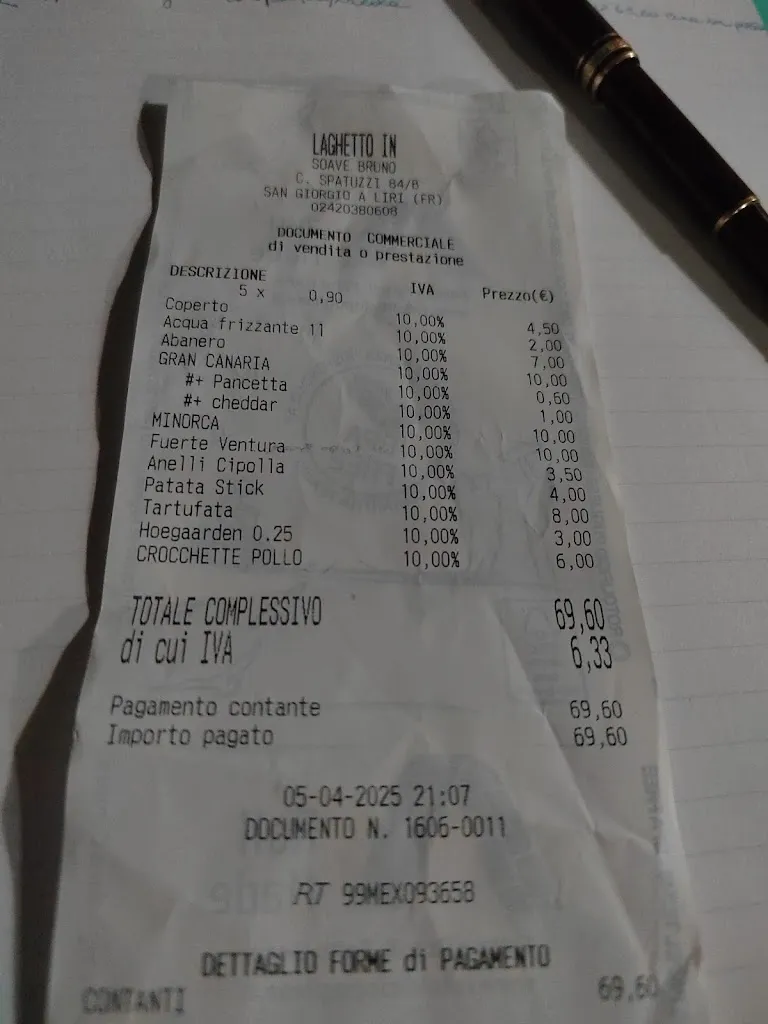 LAGHETTO IN
SOAVE BRUNO
C. SPATUZZI 84/B
SAN GIORGIO A LIRI (FR)
02420380608
DOCUMENTO COMMERCIALE
di vendita o prestazione
DESCRIZIONE IVA Prezzo(€)
5 x 0,90
Coperto 10,00% 4,50
Acqua frizzante 1l 10,00% 2,00
Abanero 10,00% 7,00
GRAN CANARIA 10,00% 10,00
#+ Pancetta 10,00% 0,60
#+ cheddar 10,00% 1,00
MINORCA 10,00% 10,00
Fuerte Ventura 10,00% 10,00
Anelli Cipolla 10,00% 3,50
Patata Stick 10,00% 4,00
Tartufata 10,00% 8,00
Hoegaarden 0.25 10,00% 3,00
CROCCHETTE POLLO 10,00% 6,00
TOTALE COMPLESSIVO 69,60
di cui IVA 6,33
Pagamento contante 69,60
Importo pagato 69,60
05-04-2025 21:07
DOCUMENTO N. 1606-0011
RT 99MEX093658
DETTAGLIO FORME di PAGAMENTO
CONTANTI 69,60